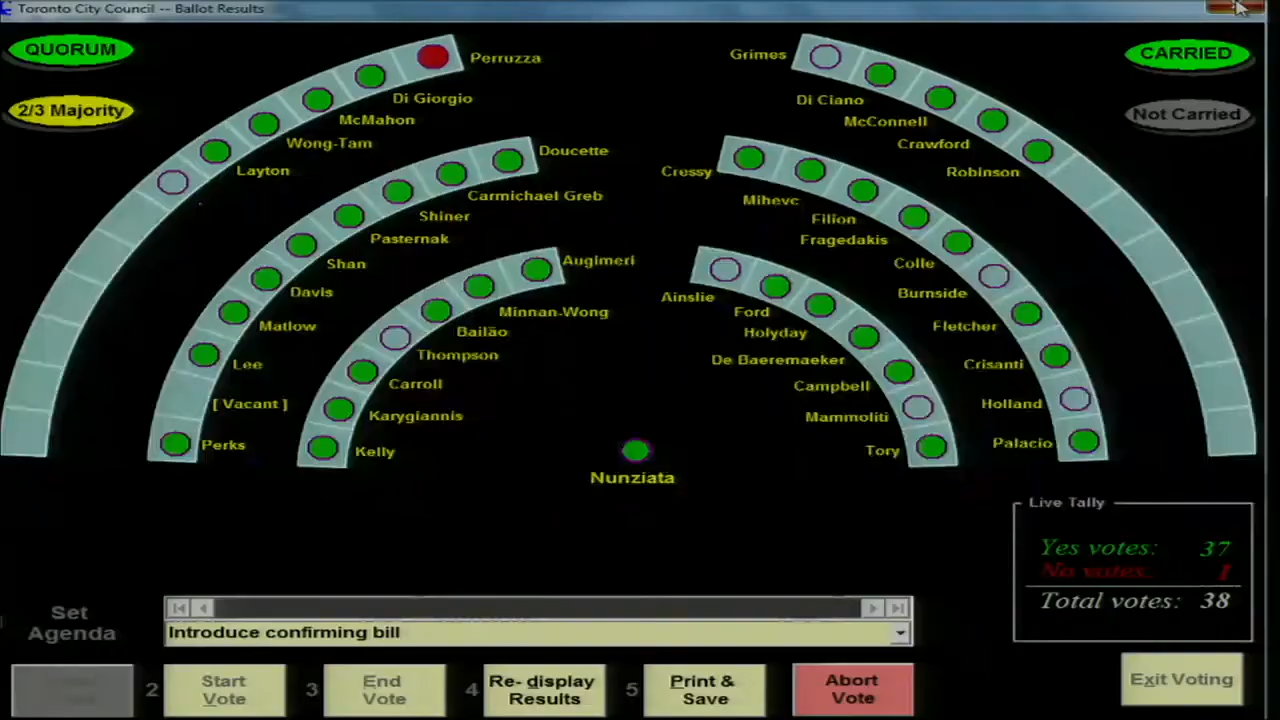 Toronto City Council -- Ballot Results
QUORUM
2/3 Majority
CARRIED
Not Carried
Perruzza
Di Giorgio
McMahon
Wong-Tam
Layton
Doucette
Carmichael Greb
Shiner
Pasternak
Shan
Davis
Matlow
Lee
[ Vacant ]
Perks
Augimeri
Minnan-Wong
Bailão
Thompson
Carroll
Karygiannis
Kelly
Grimes
Di Ciano
McConnell
Crawford
Robinson
Cressy
Mihevc
Filion
Fragedakis
Colle
Burnside
Fletcher
Crisanti
Holland
Palacio
Ainslie
Ford
Holyday
De Baeremaeker
Campbell
Mammoliti
Tory
Nunziata
Live Tally
Yes votes: 37
No votes: 1
Total votes: 38
Set
Agenda
Introduce confirming bill
2 Start
Vote
3 End
Vote
4 Re-display
Results
5 Print &
Save
Abort
Vote
Exit Voting